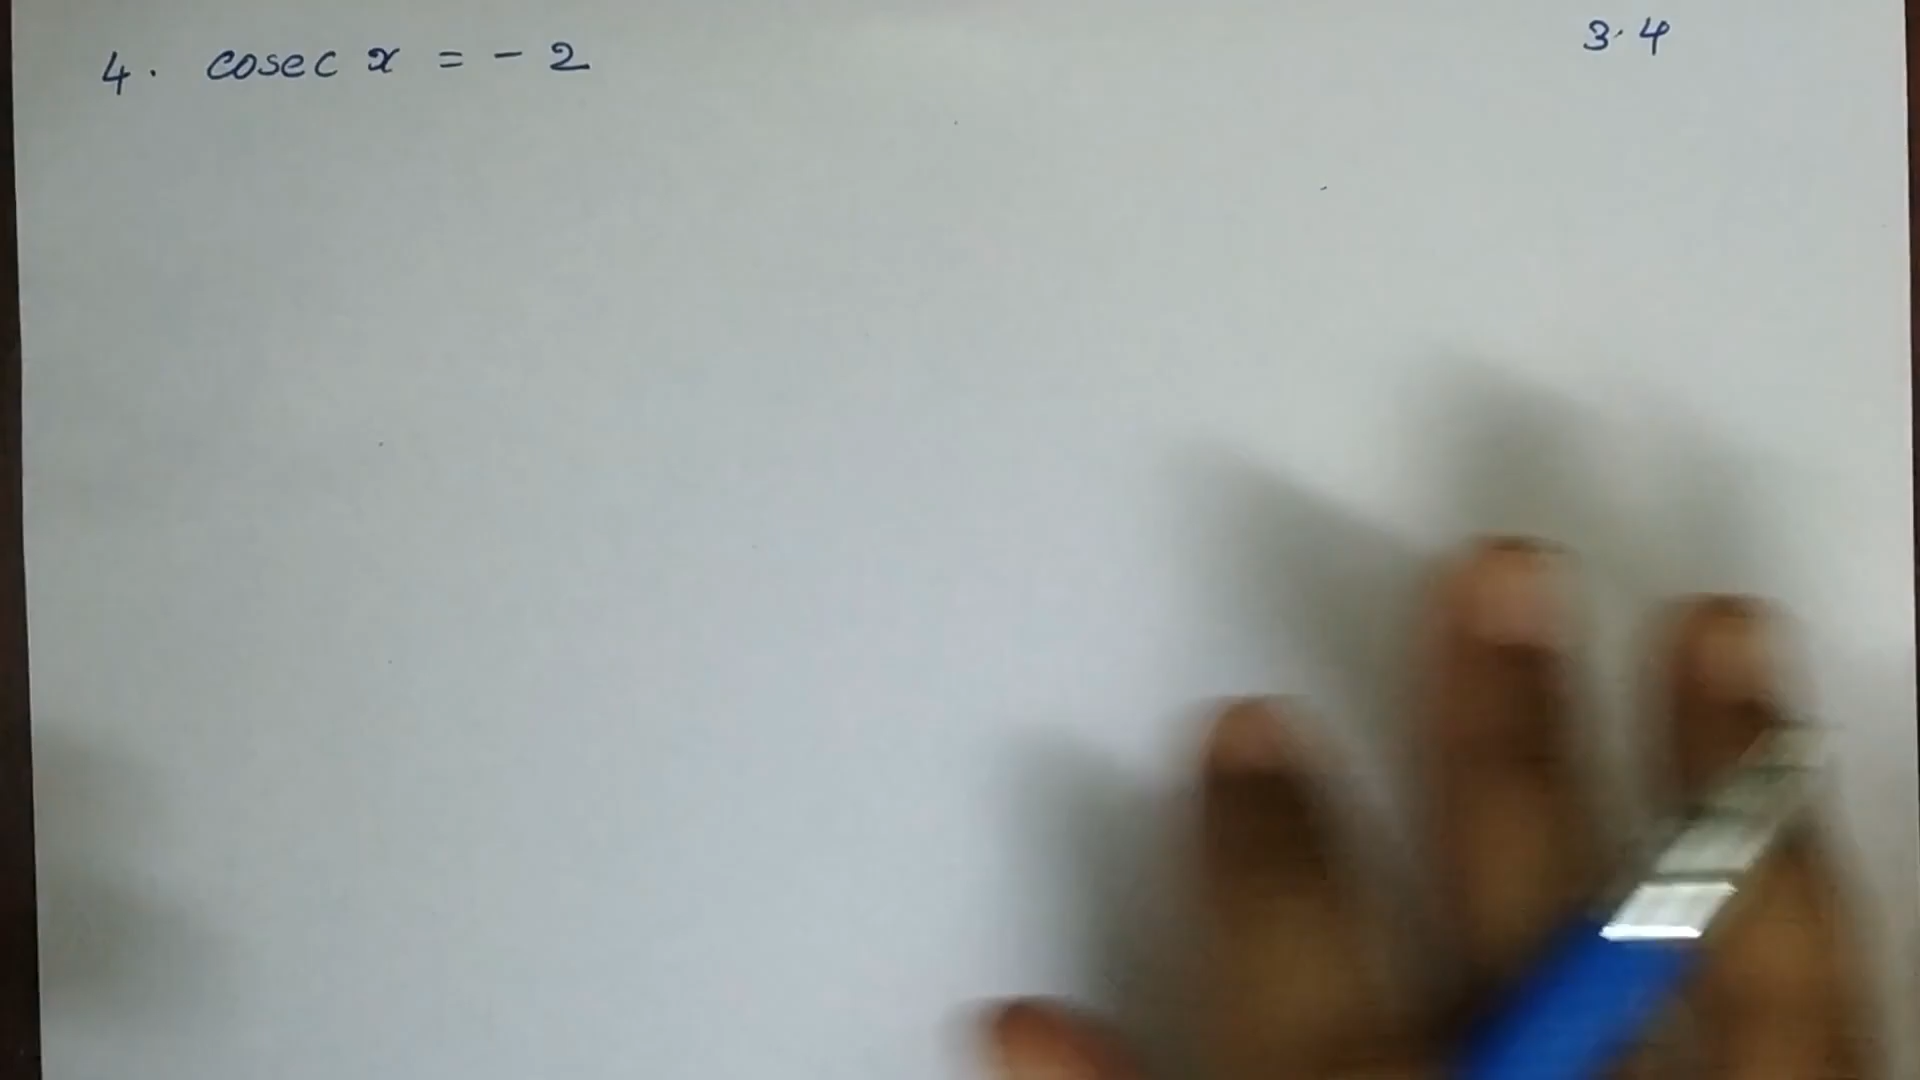 3.4
4. cosec x = - 2